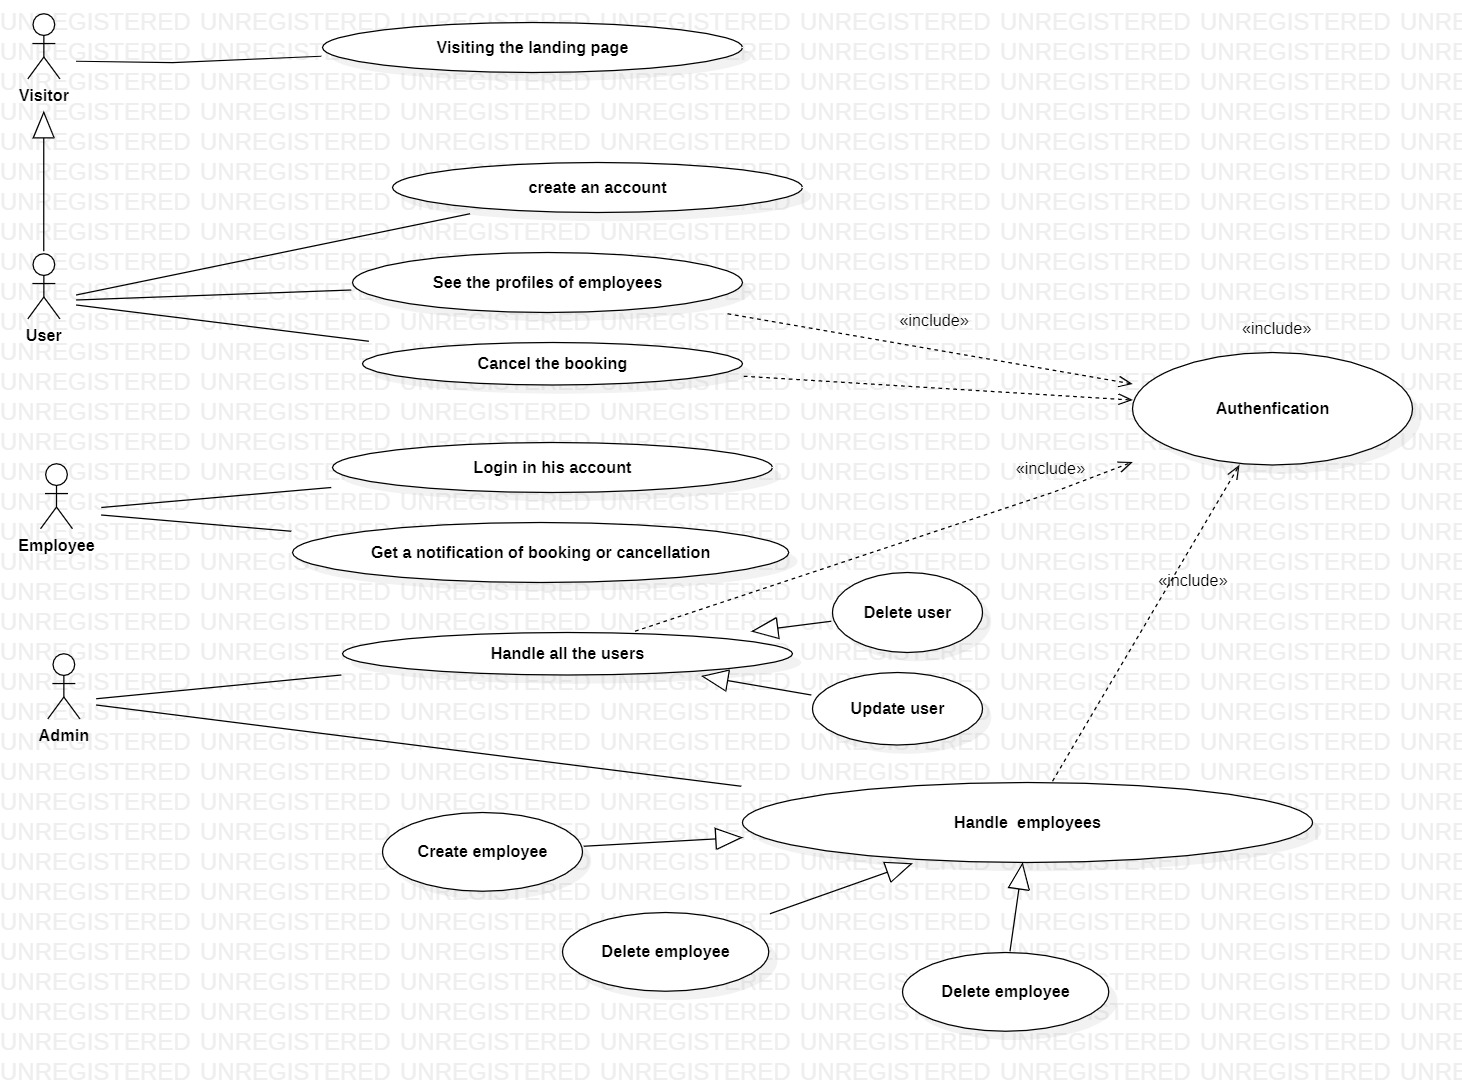 Visiting the landing page
Visitor
create an account
See the profiles of employees
User
«include»
«include»
Cancel the booking
Authenfication
Login in his account
«include»
Employee
Get a notification of booking or cancellation
«include»
Delete user
Handle all the users
Update user
Admin
Handle  employees
Create employee
Delete employee
Delete employee
UNREGISTERED